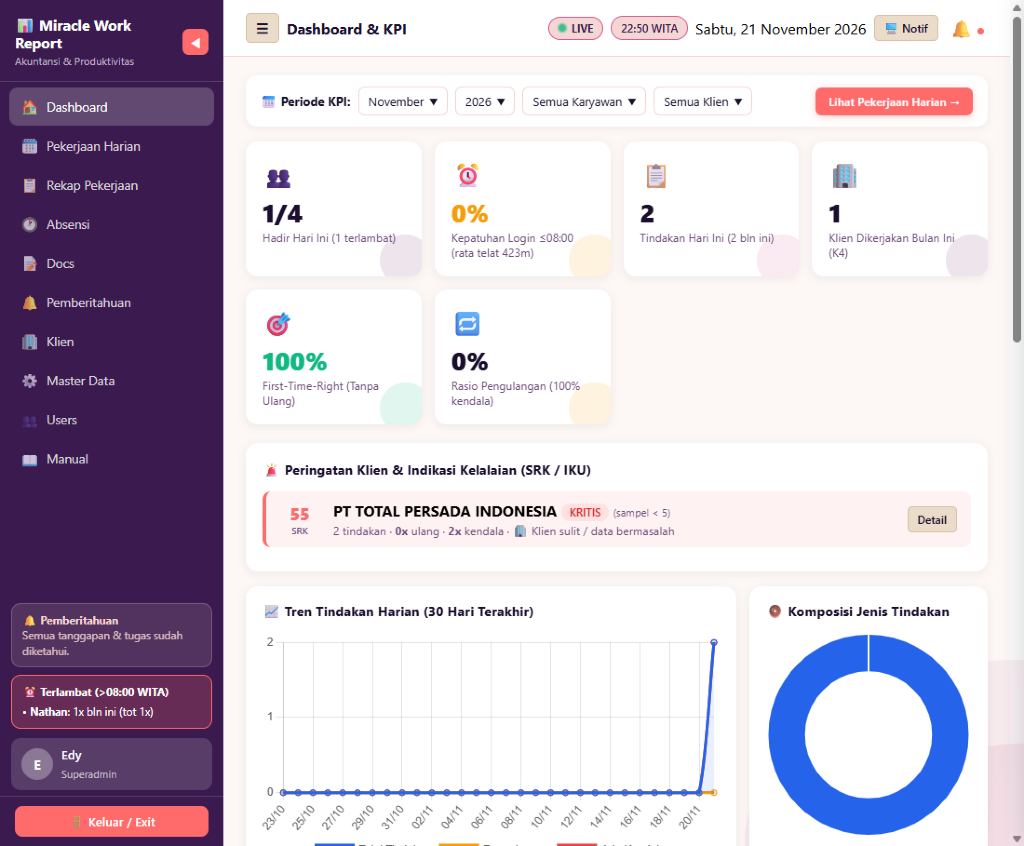 Miracle Work
Report
Akuntansi & Produktivitas
Dashboard
Pekerjaan Harian
Rekap Pekerjaan
Absensi
Docs
Pemberitahuan
Klien
Master Data
Users
Manual
Pemberitahuan
Semua tanggapan & tugas sudah
diketahui.
Terlambat (>08:00 WITA)
• Nathan: 1x bln ini (tot 1x)
E
Edy
Superadmin
Keluar / Exit
Dashboard & KPI
LIVE
22:50 WITA
Sabtu, 21 November 2026
Notif
Periode KPI:
November ▼
2026 ▼
Semua Karyawan ▼
Semua Klien ▼
Lihat Pekerjaan Harian →
1/4
Hadir Hari Ini (1 terlambat)
0%
Kepatuhan Login ≤08:00
(rata telat 423m)
2
Tindakan Hari Ini (2 bln ini)
1
Klien Dikerjakan Bulan Ini
(K4)
100%
First-Time-Right (Tanpa
Ulang)
0%
Rasio Pengulangan (100%
kendala)
Peringatan Klien & Indikasi Kelalaian (SRK / IKU)
55
SRK
PT TOTAL PERSADA INDONESIA KRITIS (sampel < 5)
2 tindakan · 0x ulang · 2x kendala · Klien sulit / data bermasalah
Detail
Tren Tindakan Harian (30 Hari Terakhir)
2
1
0
23/10 25/10 27/10 29/10 31/10 02/11 04/11 06/11 08/11 10/11 12/11 14/11 16/11 18/11 20/11
Komposisi Jenis Tindakan